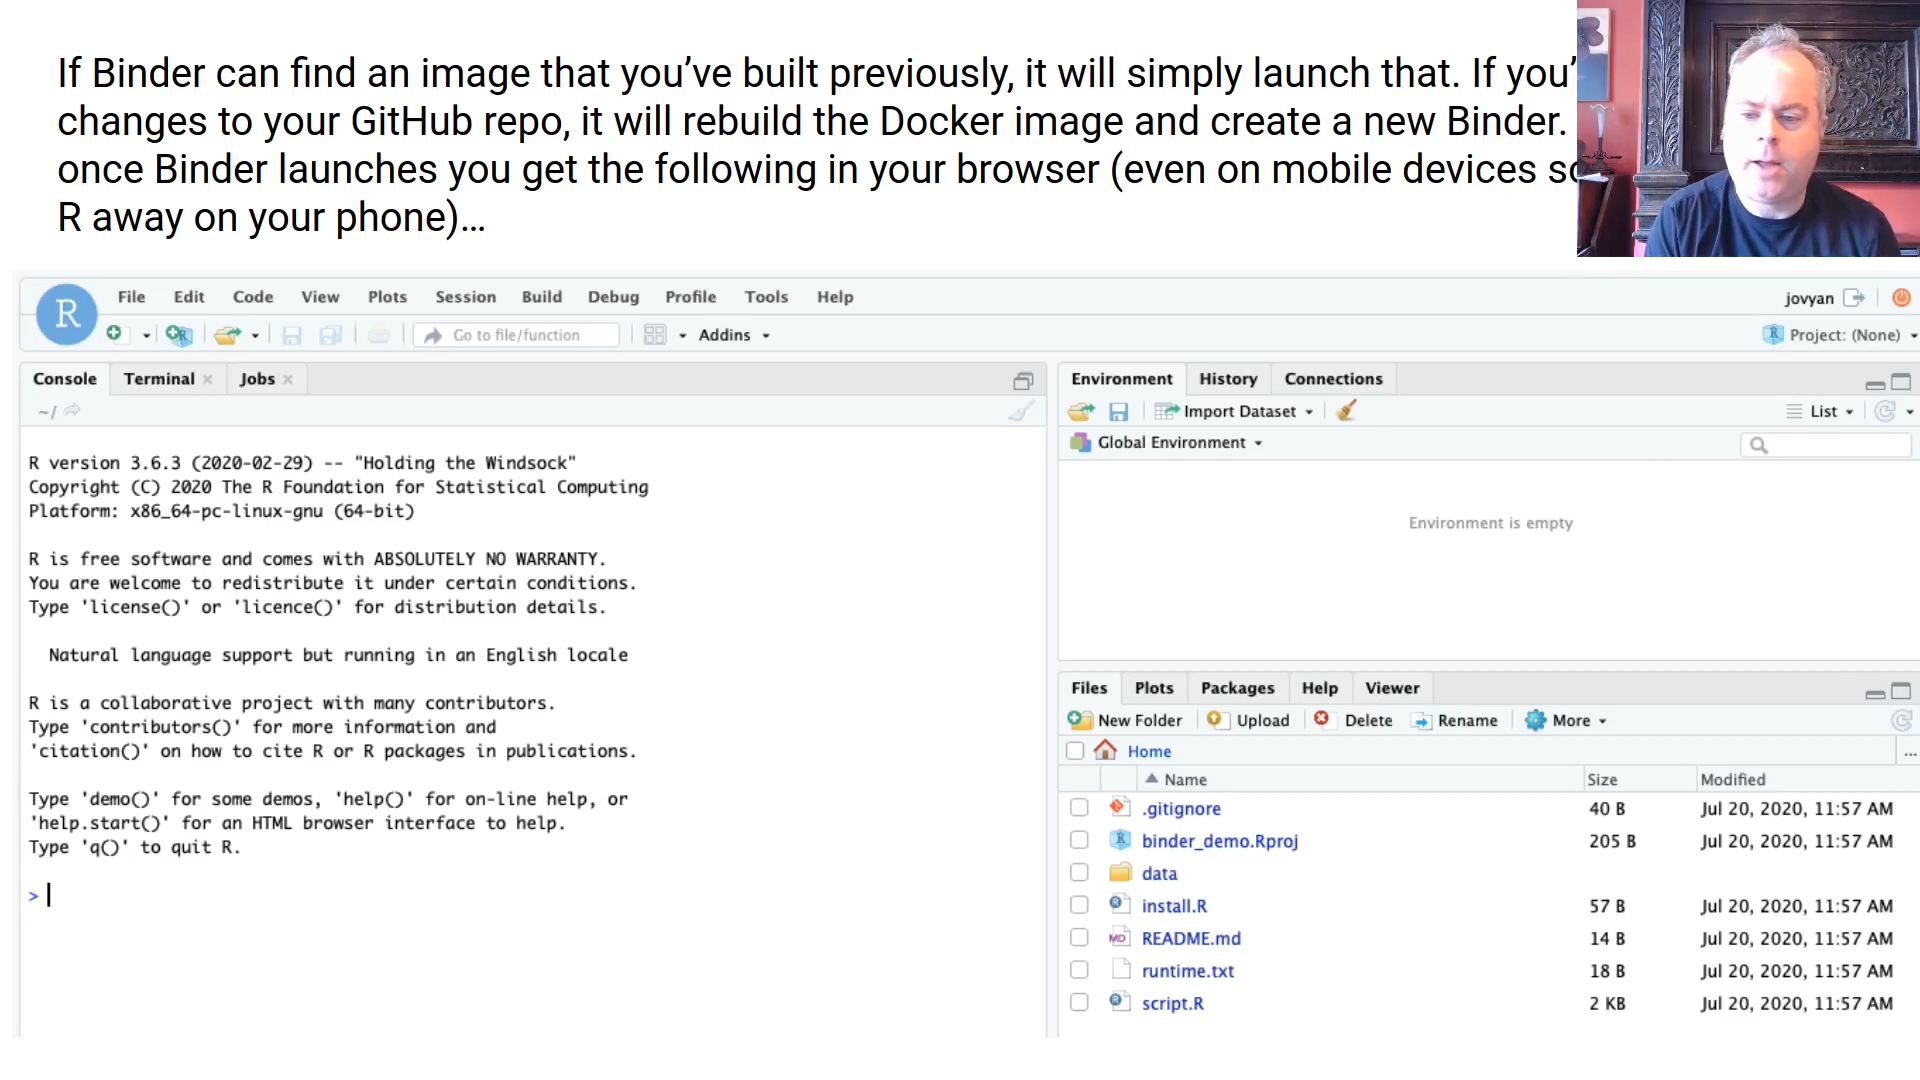 If Binder can find an image that you’ve built previously, it will simply launch that. If you’
changes to your GitHub repo, it will rebuild the Docker image and create a new Binder.
once Binder launches you get the following in your browser (even on mobile devices
R away on your phone)…
R
File Edit Code View Plots Session Build Debug Profile Tools Help
jovyan
Go to file/function
Addins
Project: (None)
Console Terminal Jobs
~/
R version 3.6.3 (2020-02-29) -- "Holding the Windsock"
Copyright (C) 2020 The R Foundation for Statistical Computing
Platform: x86_64-pc-linux-gnu (64-bit)
R is free software and comes with ABSOLUTELY NO WARRANTY.
You are welcome to redistribute it under certain conditions.
Type 'license()' or 'licence()' for distribution details.
Natural language support but running in an English locale
R is a collaborative project with many contributors.
Type 'contributors()' for more information and
'citation()' on how to cite R or R packages in publications.
Type 'demo()' for some demos, 'help()' for on-line help, or
'help.start()' for an HTML browser interface to help.
Type 'q()' to quit R.
>
Environment History Connections
Import Dataset
List
Global Environment
Environment is empty
Files Plots Packages Help Viewer
New Folder Upload Delete Rename More
Home
...
Name Size Modified
.gitignore 40 B Jul 20, 2020, 11:57 AM
binder_demo.Rproj 205 B Jul 20, 2020, 11:57 AM
data
install.R 57 B Jul 20, 2020, 11:57 AM
README.md 14 B Jul 20, 2020, 11:57 AM
runtime.txt 18 B Jul 20, 2020, 11:57 AM
script.R 2 KB Jul 20, 2020, 11:57 AM